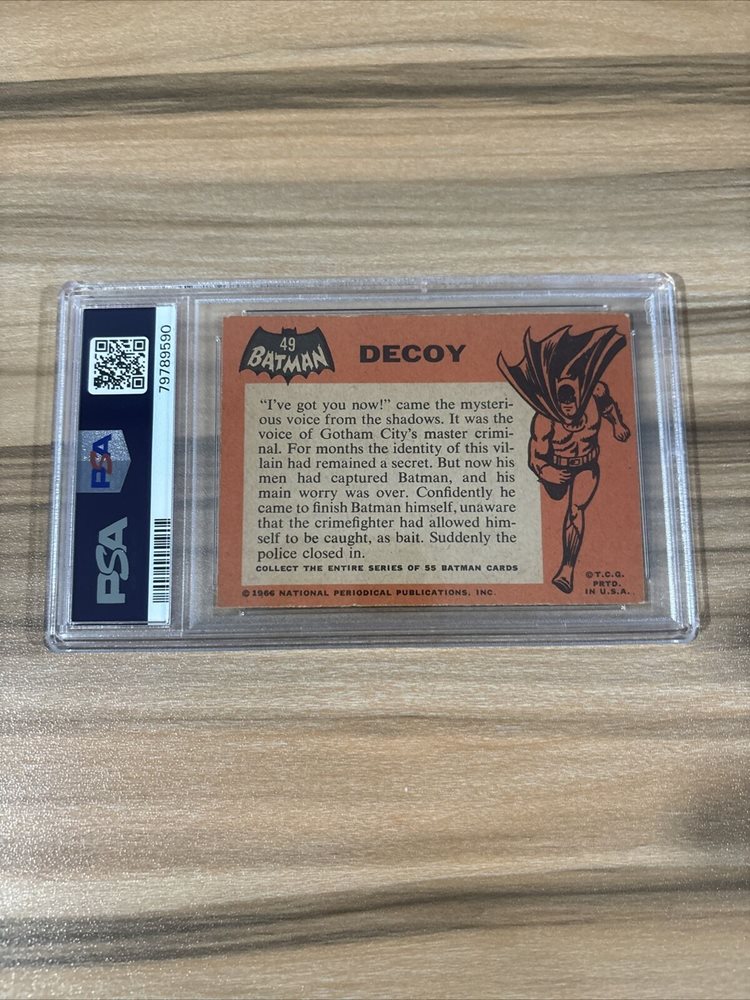 79789590
PSA
PSA
49
BATMAN
DECOY
"I've got you now!" came the mysteri-
ous voice from the shadows. It was the
voice of Gotham City's master crimi-
nal. For months the identity of this vil-
lain had remained a secret. But now his
men had captured Batman, and his
main worry was over. Confidently he
came to finish Batman himself, unaware
that the crimefighter had allowed him-
self to be caught, as bait. Suddenly the
police closed in.
COLLECT THE ENTIRE SERIES OF 55 BATMAN CARDS
© 1966 NATIONAL PERIODICAL PUBLICATIONS, INC.
© T.C.G.
PRTD.
IN U.S.A.